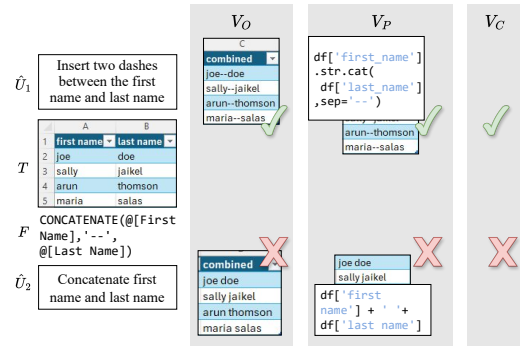 V_O V_P V_C
Û_1
Insert two dashes
between the first
name and last name
C
combined
joe--doe
sally--jaikel
arun--thomson
maria--salas
df['first_name']
.str.cat(
df['last_name']
,sep='--')
arun--thomson
maria--salas
T
A B
1 first name last name
2 joe doe
3 sally jaikel
4 arun thomson
5 maria salas
F
CONCATENATE(@[First
Name],'--',
@[Last Name])
Û_2
Concatenate first
name and last name
combined
joe doe
sally jaikel
arun thomson
maria salas
joe doe
sally jaikel
df['first
name'] + ' '+
df['last name']